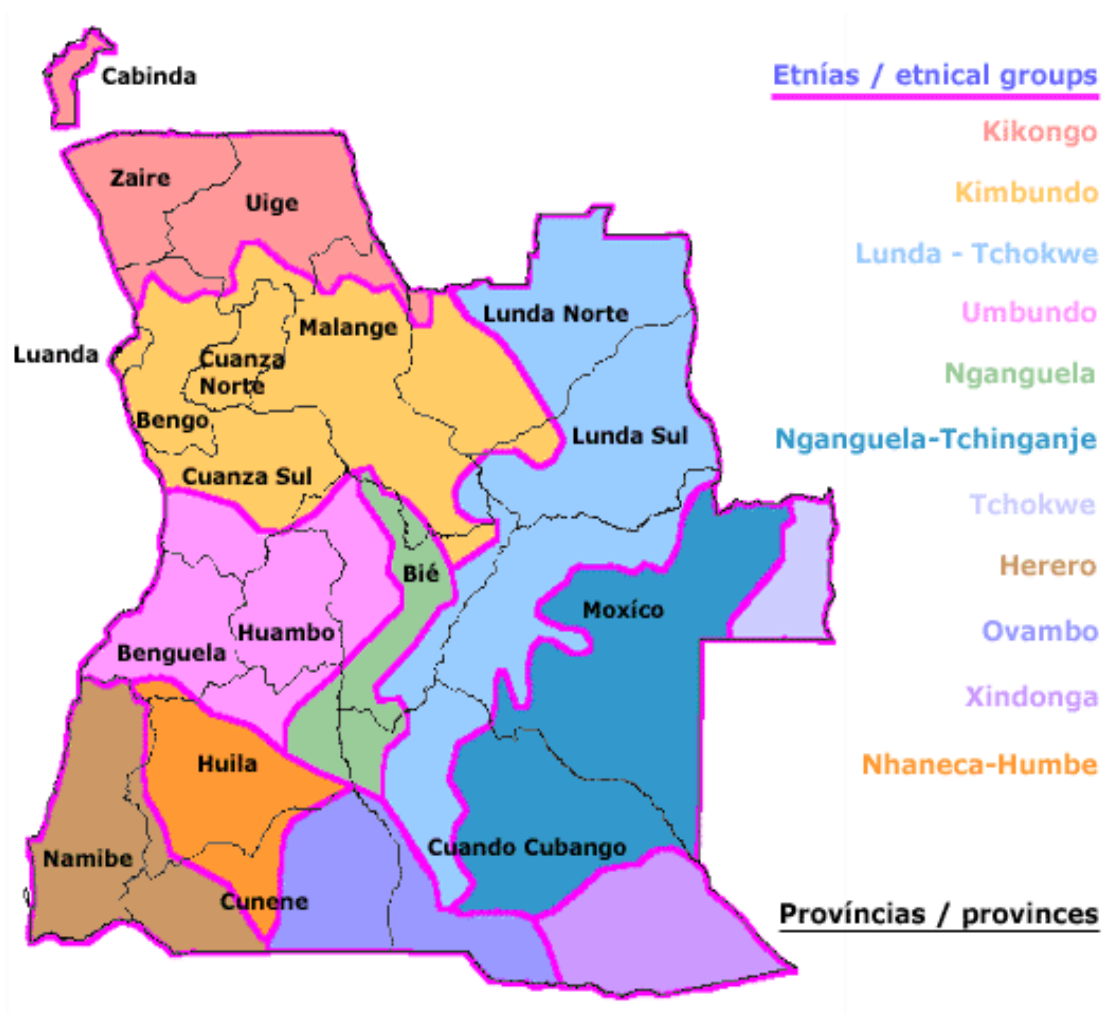 Cabinda
Etnías / etnical groups
Kikongo
Zaire
Uige
Kimbundo
Lunda - Tchokwe
Lunda Norte
Umbundo
Malange
Luanda
Cuanza
Norte
Nganguela
Bengo
Lunda Sul
Nganguela-Tchinganje
Cuanza Sul
Tchokwe
Bié
Herero
Moxíco
Huambo
Ovambo
Benguela
Xindonga
Huila
Nhaneca-Humbe
Cuando Cubango
Namibe
Cunene
Províncias / provinces